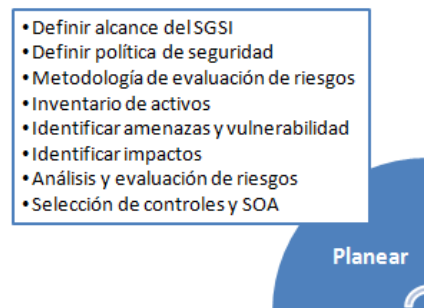 • Definir alcance del SGSI
• Definir política de seguridad
• Metodología de evaluación de riesgos
• Inventario de activos
• Identificar amenazas y vulnerabilidad
• Identificar impactos
• Análisis y evaluación de riesgos
• Selección de controles y SOA
Planear